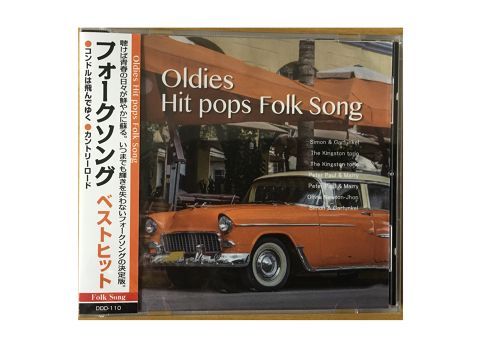 フォークソング ベストヒット
●コンドルは飛んでゆく ●カントリーロード
聴けば青春の日々が鮮やかに蘇る。いつまでも輝きを失わないフォークソングの決定版。
Oldies Hit pops Folk Song
Folk Song
DDD-110
Oldies
Hit pops Folk Song
Simon & Garfunkel
The Kingston torio
The Kingston torio
Peter Paul & Marry
Peter Paul & Marry
Olivia Newton-Jhon
Simon & Garfunkel